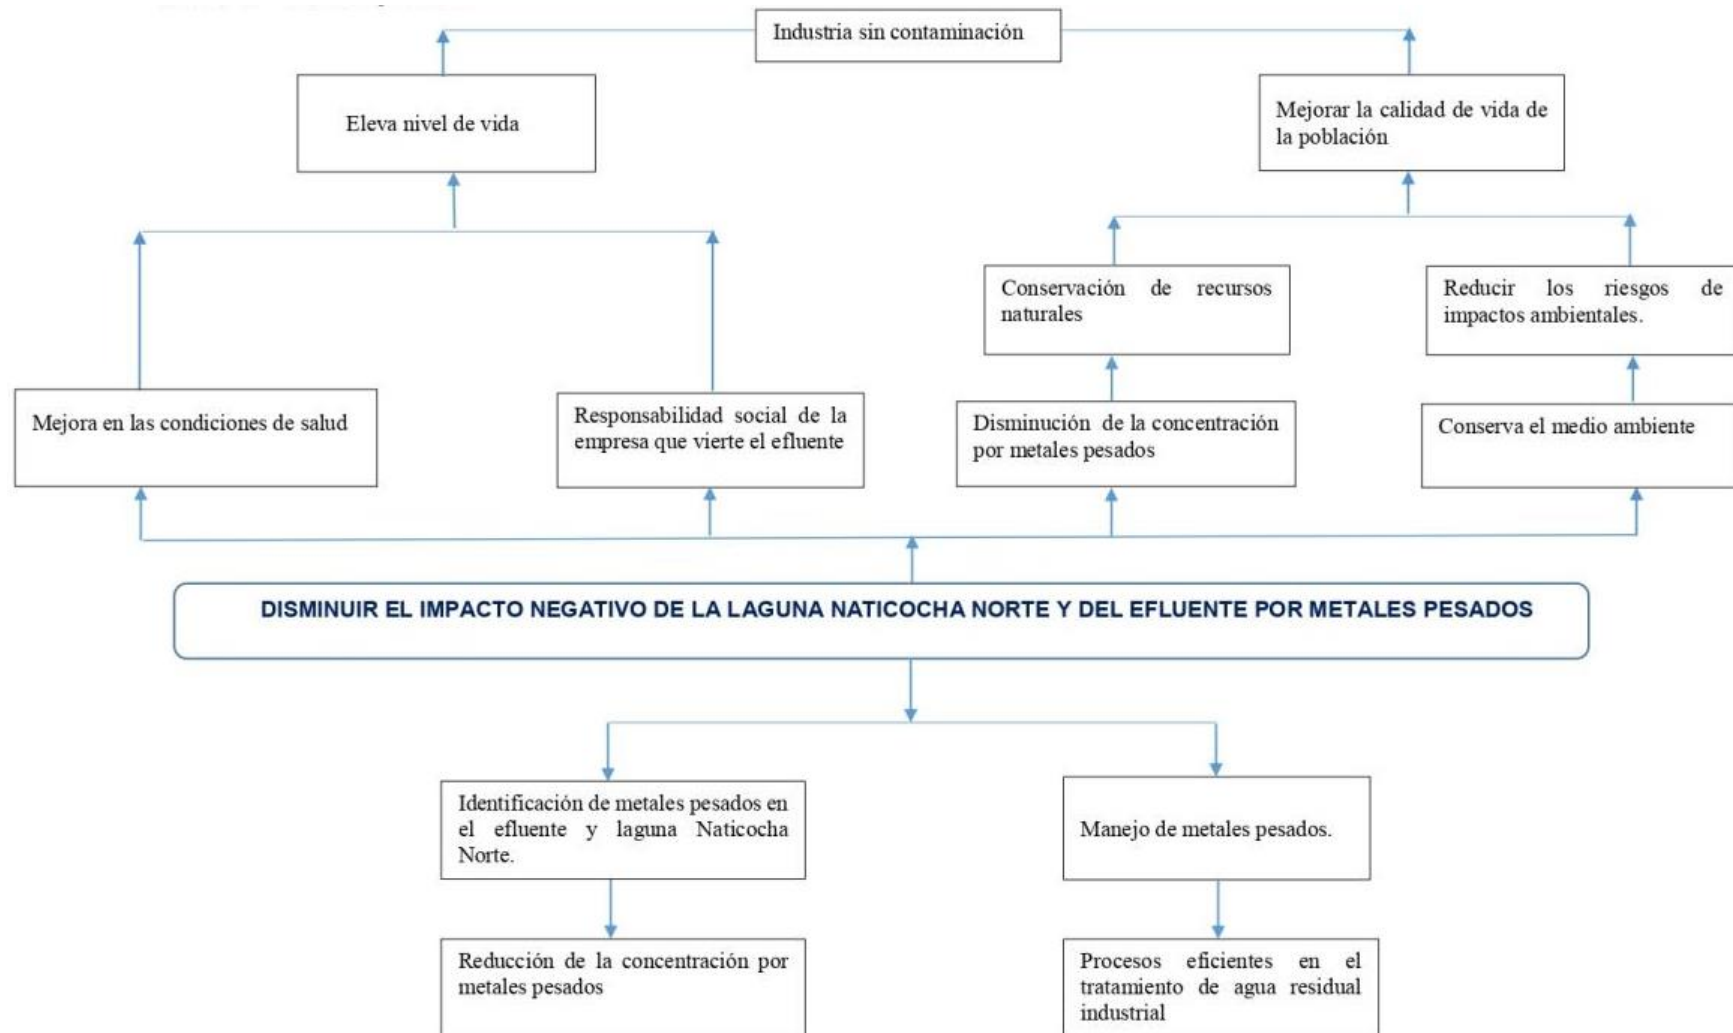 Industria sin contaminación
Eleva nivel de vida
Mejorar la calidad de vida de
la población
Conservación de recursos
naturales
Reducir los riesgos de
impactos ambientales.
Mejora en las condiciones de salud
Responsabilidad social de la
empresa que vierte el efluente
Disminución de la concentración
por metales pesados
Conserva el medio ambiente
DISMINUIR EL IMPACTO NEGATIVO DE LA LAGUNA NATICOCHA NORTE Y DEL EFLUENTE POR METALES PESADOS
Identificación de metales pesados en
el efluente y laguna Naticocha
Norte.
Manejo de metales pesados.
Reducción de la concentración por
metales pesados
Procesos eficientes en el
tratamiento de agua residual
industrial